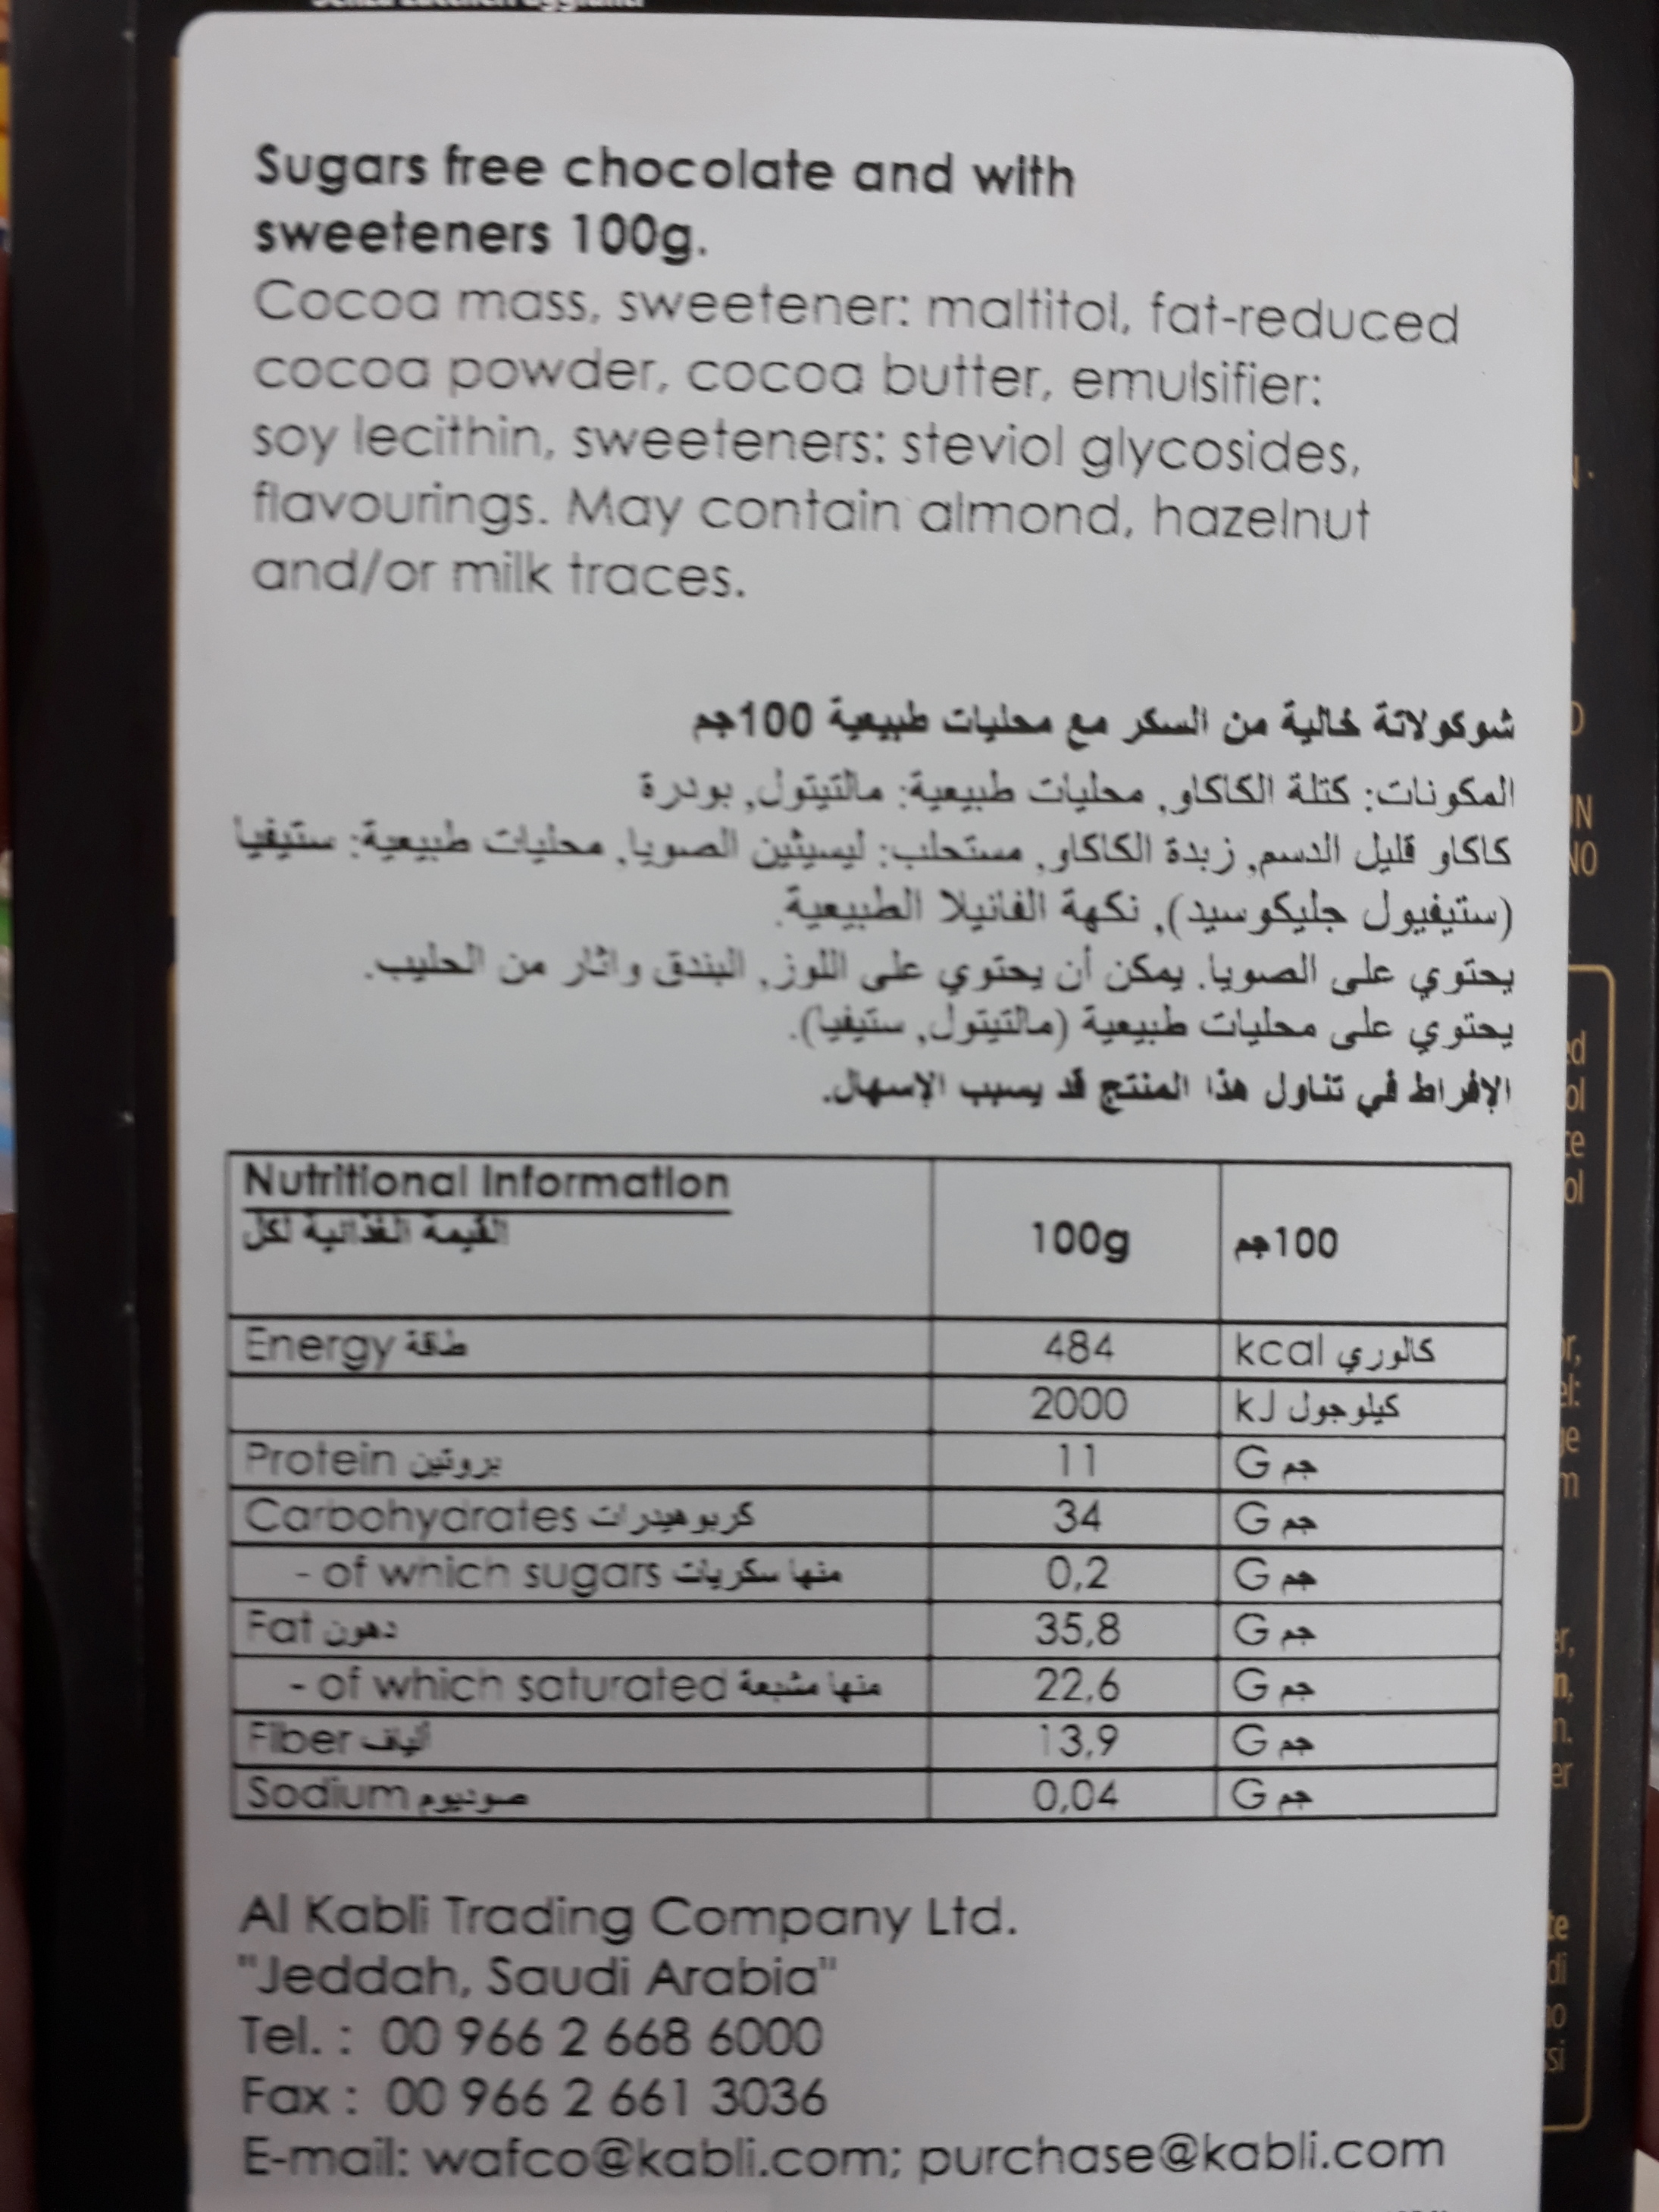 Sugars free chocolate and with
sweeteners 100g.
Cocoa mass, sweetener: maltitol, fat-reduced
cocoa powder, cocoa butter, emulsifier:
soy lecithin, sweeteners: steviol glycosides,
flavourings. May contain almond, hazelnut
and/or milk traces.
شوكولاتة خالية من السكر مع محليات طبيعية 100جم
المكونات: كتلة الكاكاو, محليات طبيعية: مالتيتول, بودرة
كاكاو قليل الدسم, زبدة الكاكاو, مستحلب: ليسيثين الصويا, محليات طبيعية: ستيفيا
(ستيفيول جليكوسيد), نكهة الفانيلا الطبيعية.
يحتوي على الصويا. يمكن أن يحتوي على اللوز, البندق واثار من الحليب.
يحتوي على محليات طبيعية (مالتيتول, ستيفيا).
الإفراط في تناول هذا المنتج قد يسبب الإسهال.
Nutritional Information
القيمة الغذائية لكل
100g
100جم
Energy طاقة 484 kcal كالوري
2000 kJ كيلوجول
Protein بروتين 11 G جم
Carbohydrates كربوهيدرات 34 G جم
- of which sugars منها سكريات 0,2 G جم
Fat دهون 35,8 G جم
- of which saturated منها مشبعة 22,6 G جم
Fiber ألياف 13,9 G جم
Sodium صوديوم 0,04 G جم
Al Kabli Trading Company Ltd.
"Jeddah, Saudi Arabia"
Tel. : 00 966 2 668 6000
Fax : 00 966 2 661 3036
E-mail: wafco@kabli.com; purchase@kabli.com